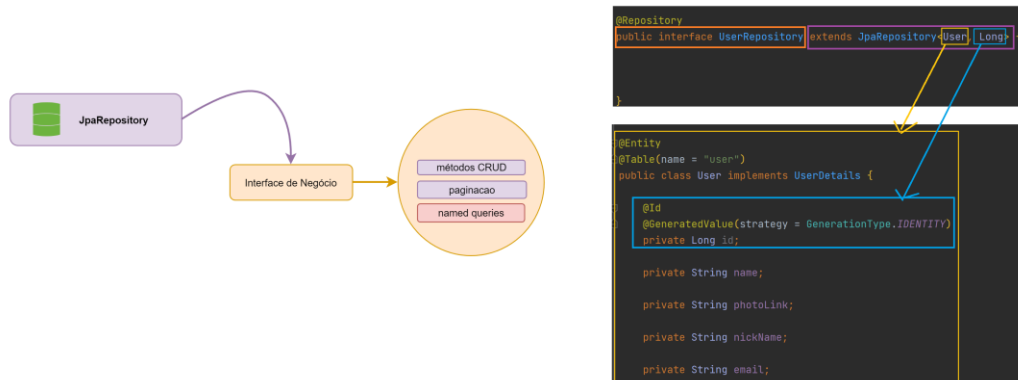 JpaRepository
Interface de Negócio
métodos CRUD
paginacao
named queries
@Repository
public interface UserRepository extends JpaRepository<User, Long> {
}
@Entity
@Table(name = "user")
public class User implements UserDetails {
@Id
@GeneratedValue(strategy = GenerationType.IDENTITY)
private Long id;
private String name;
private String photoLink;
private String nickName;
private String email;